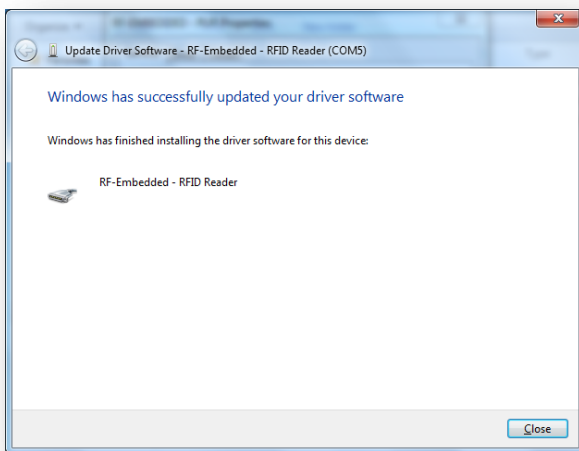 Update Driver Software - RF-Embedded - RFID Reader (COM5)
Windows has successfully updated your driver software
Windows has finished installing the driver software for this device:
RF-Embedded - RFID Reader
Close